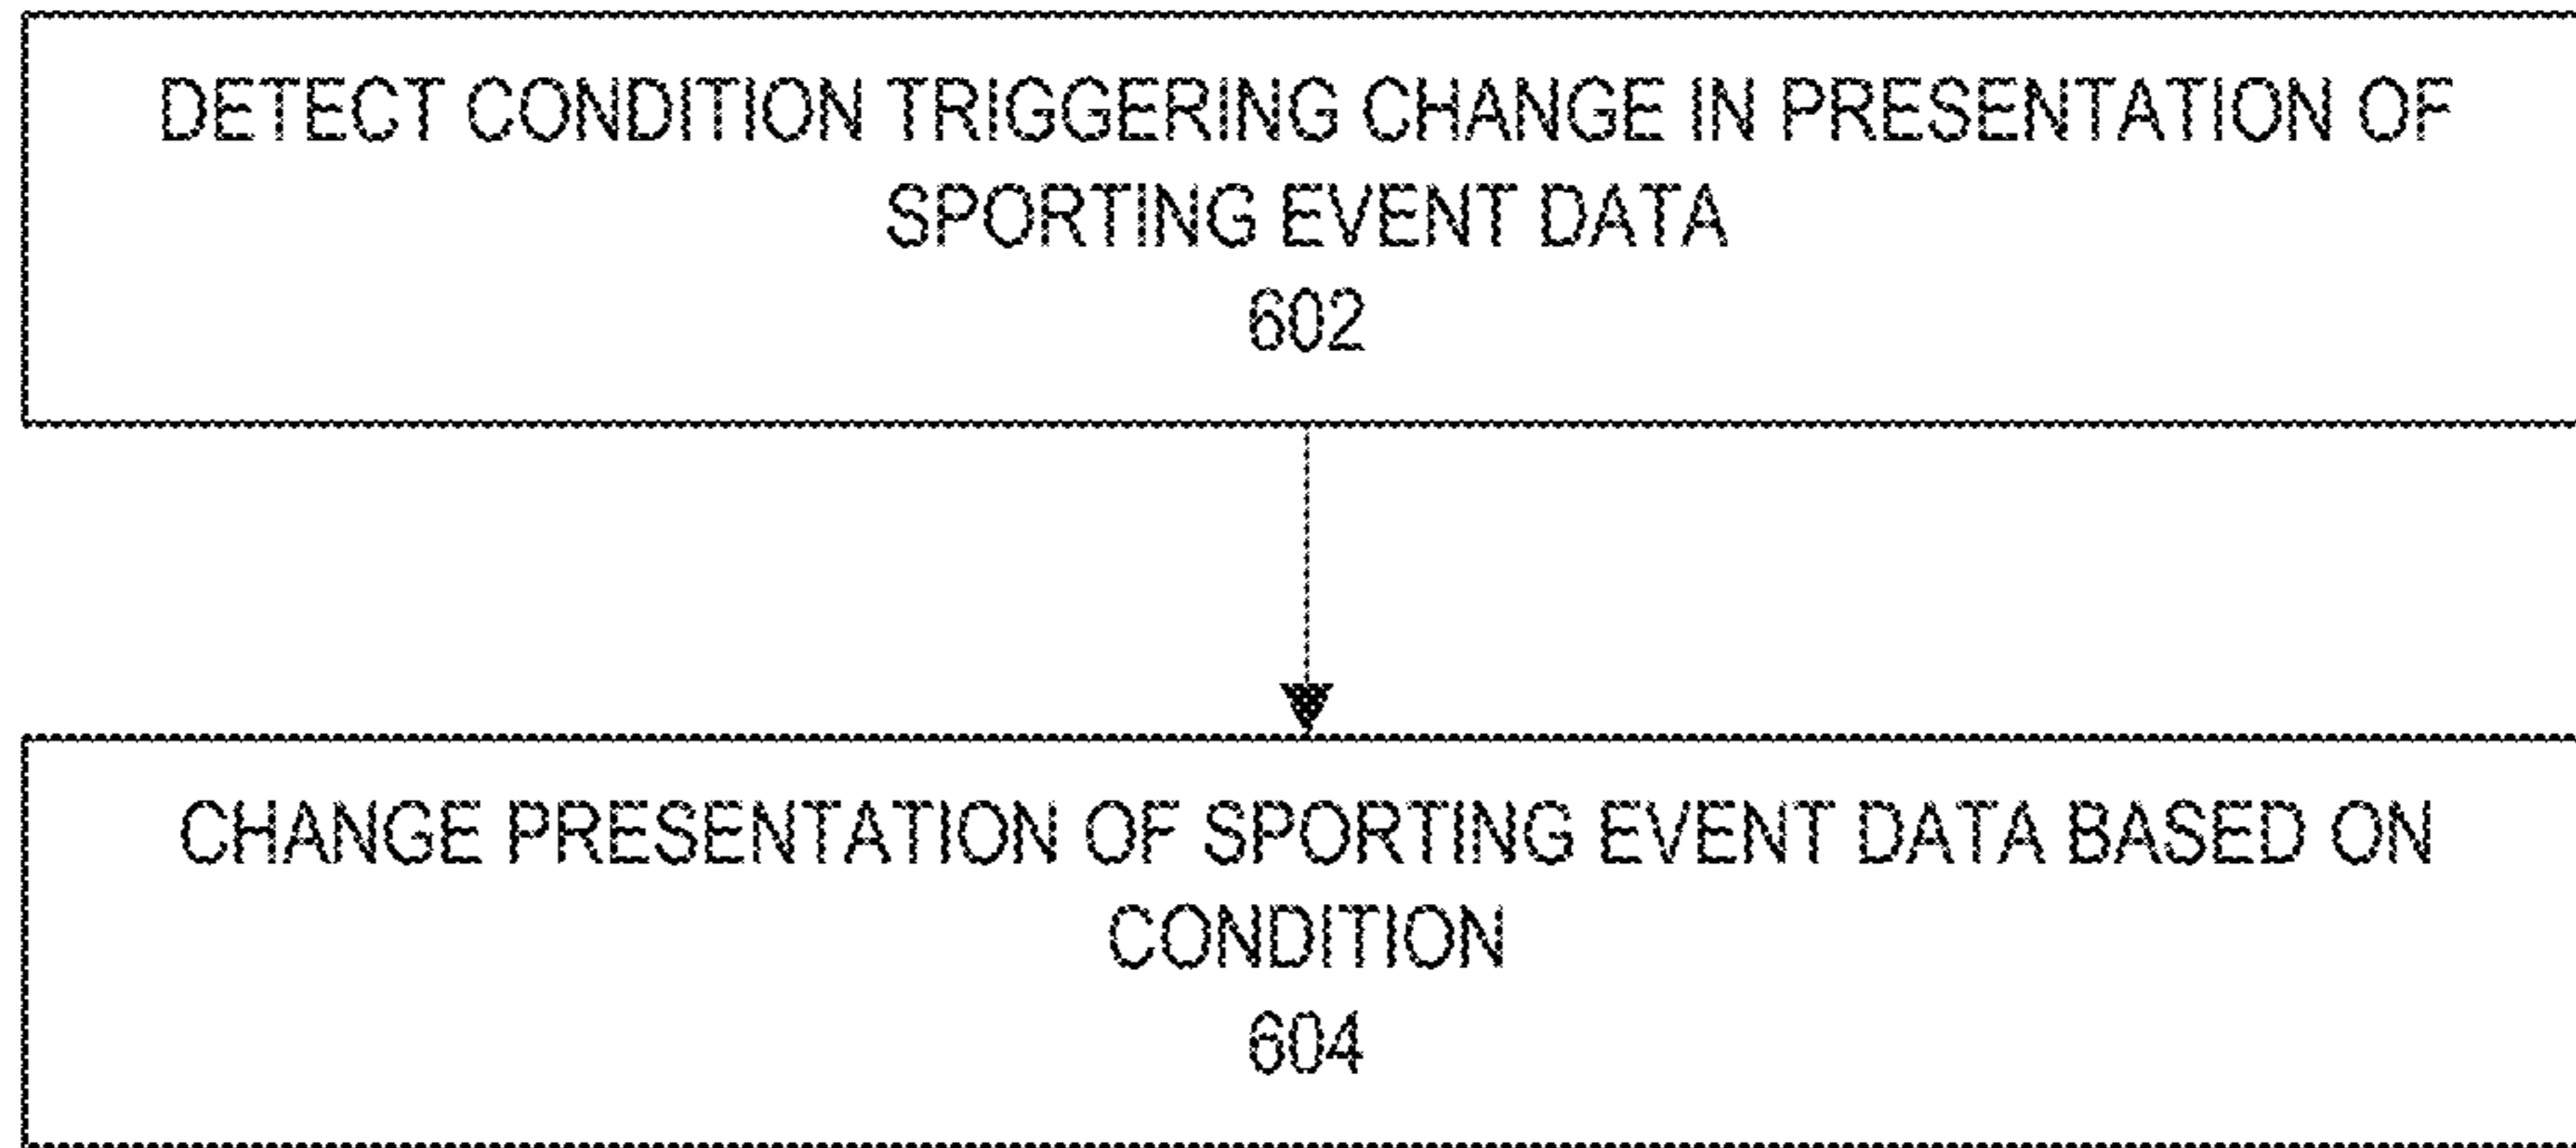 DETECT CONDITION TRIGGERING CHANGE IN PRESENTATION OF
SPORTING EVENT DATA
602
CHANGE PRESENTATION OF SPORTING EVENT DATA BASED ON
CONDITION
604